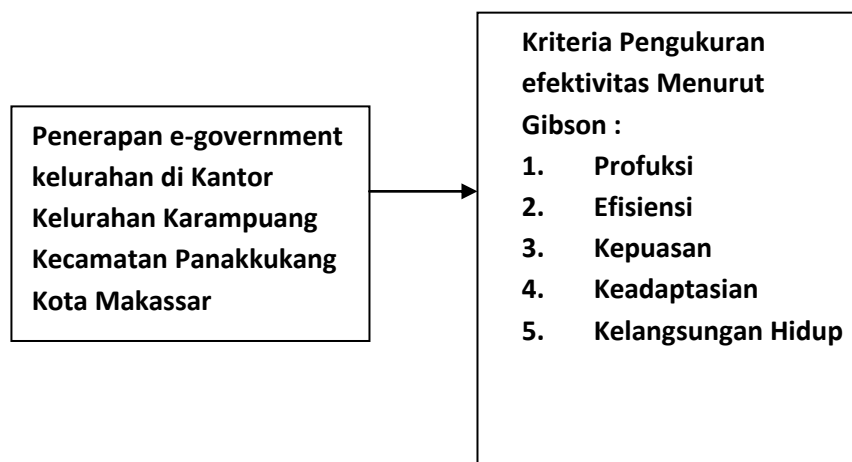 Penerapan e-government
kelurahan di Kantor
Kelurahan Karampuang
Kecamatan Panakkukang
Kota Makassar
Kriteria Pengukuran
efektivitas Menurut
Gibson :
1. Profuksi
2. Efisiensi
3. Kepuasan
4. Keadaptasian
5. Kelangsungan Hidup